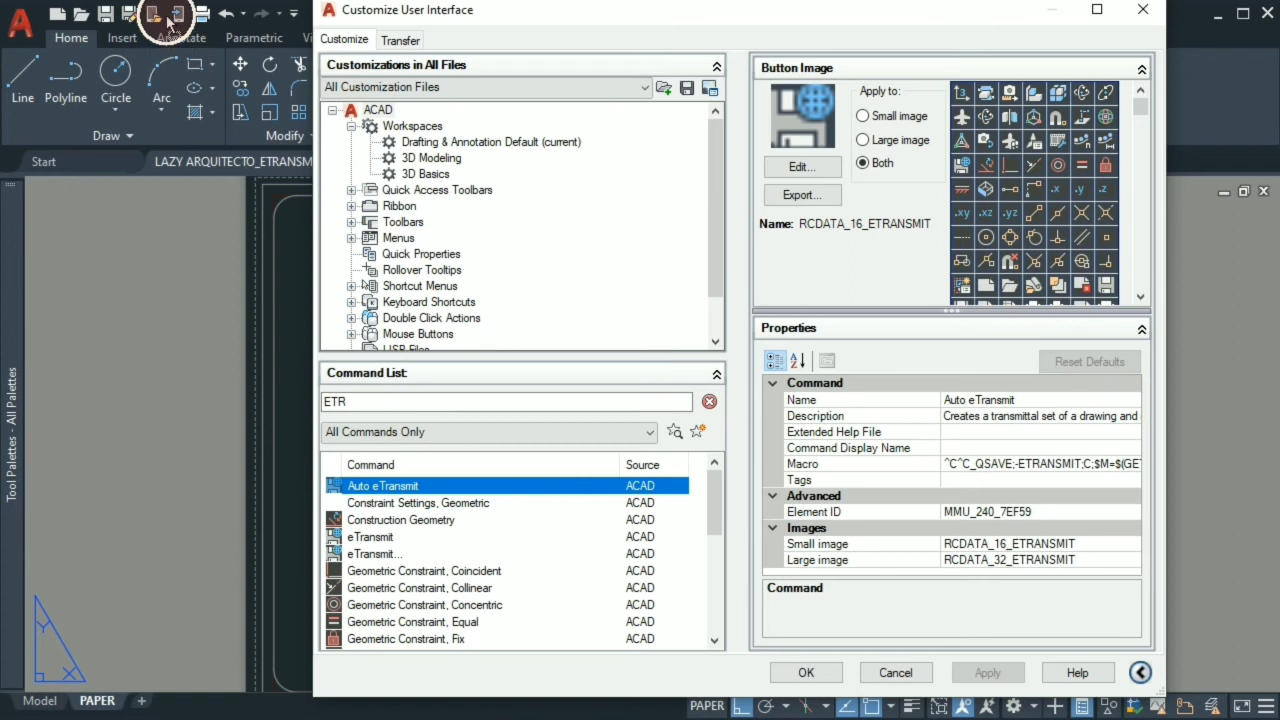 Customize User Interface
Home Insert Annotate Parametric
Line Polyline Circle Arc
Draw
Modify
Start
LAZY ARQUITECTO_ETRANSM
Tool Palettes - All Palettes
Customize Transfer
Customizations in All Files
All Customization Files
ACAD
Workspaces
Drafting & Annotation Default (current)
3D Modeling
3D Basics
Quick Access Toolbars
Ribbon
Toolbars
Menus
Quick Properties
Rollover Tooltips
Shortcut Menus
Keyboard Shortcuts
Double Click Actions
Mouse Buttons
LISP Files
Command List:
ETR
All Commands Only
Command Source
Auto eTransmit ACAD
Constraint Settings, Geometric ACAD
Construction Geometry ACAD
eTransmit ACAD
eTransmit... ACAD
Geometric Constraint, Coincident ACAD
Geometric Constraint, Collinear ACAD
Geometric Constraint, Concentric ACAD
Geometric Constraint, Equal ACAD
Geometric Constraint, Fix ACAD
Button Image
Apply to:
Small image
Large image
Both
Edit...
Export...
Name: RCDATA_16_ETRANSMIT
.x .y .z
.xy .xz .yz
Properties
Reset Defaults
Command
Name Auto eTransmit
Description Creates a transmittal set of a drawing and
Extended Help File
Command Display Name
Macro ^C^C_QSAVE;-ETRANSMIT;C;$M=$(GE
Tags
Advanced
Element ID MMU_240_7EF59
Images
Small image RCDATA_16_ETRANSMIT
Large image RCDATA_32_ETRANSMIT
Command
OK Cancel Apply Help
Y
X
Model PAPER +
PAPER